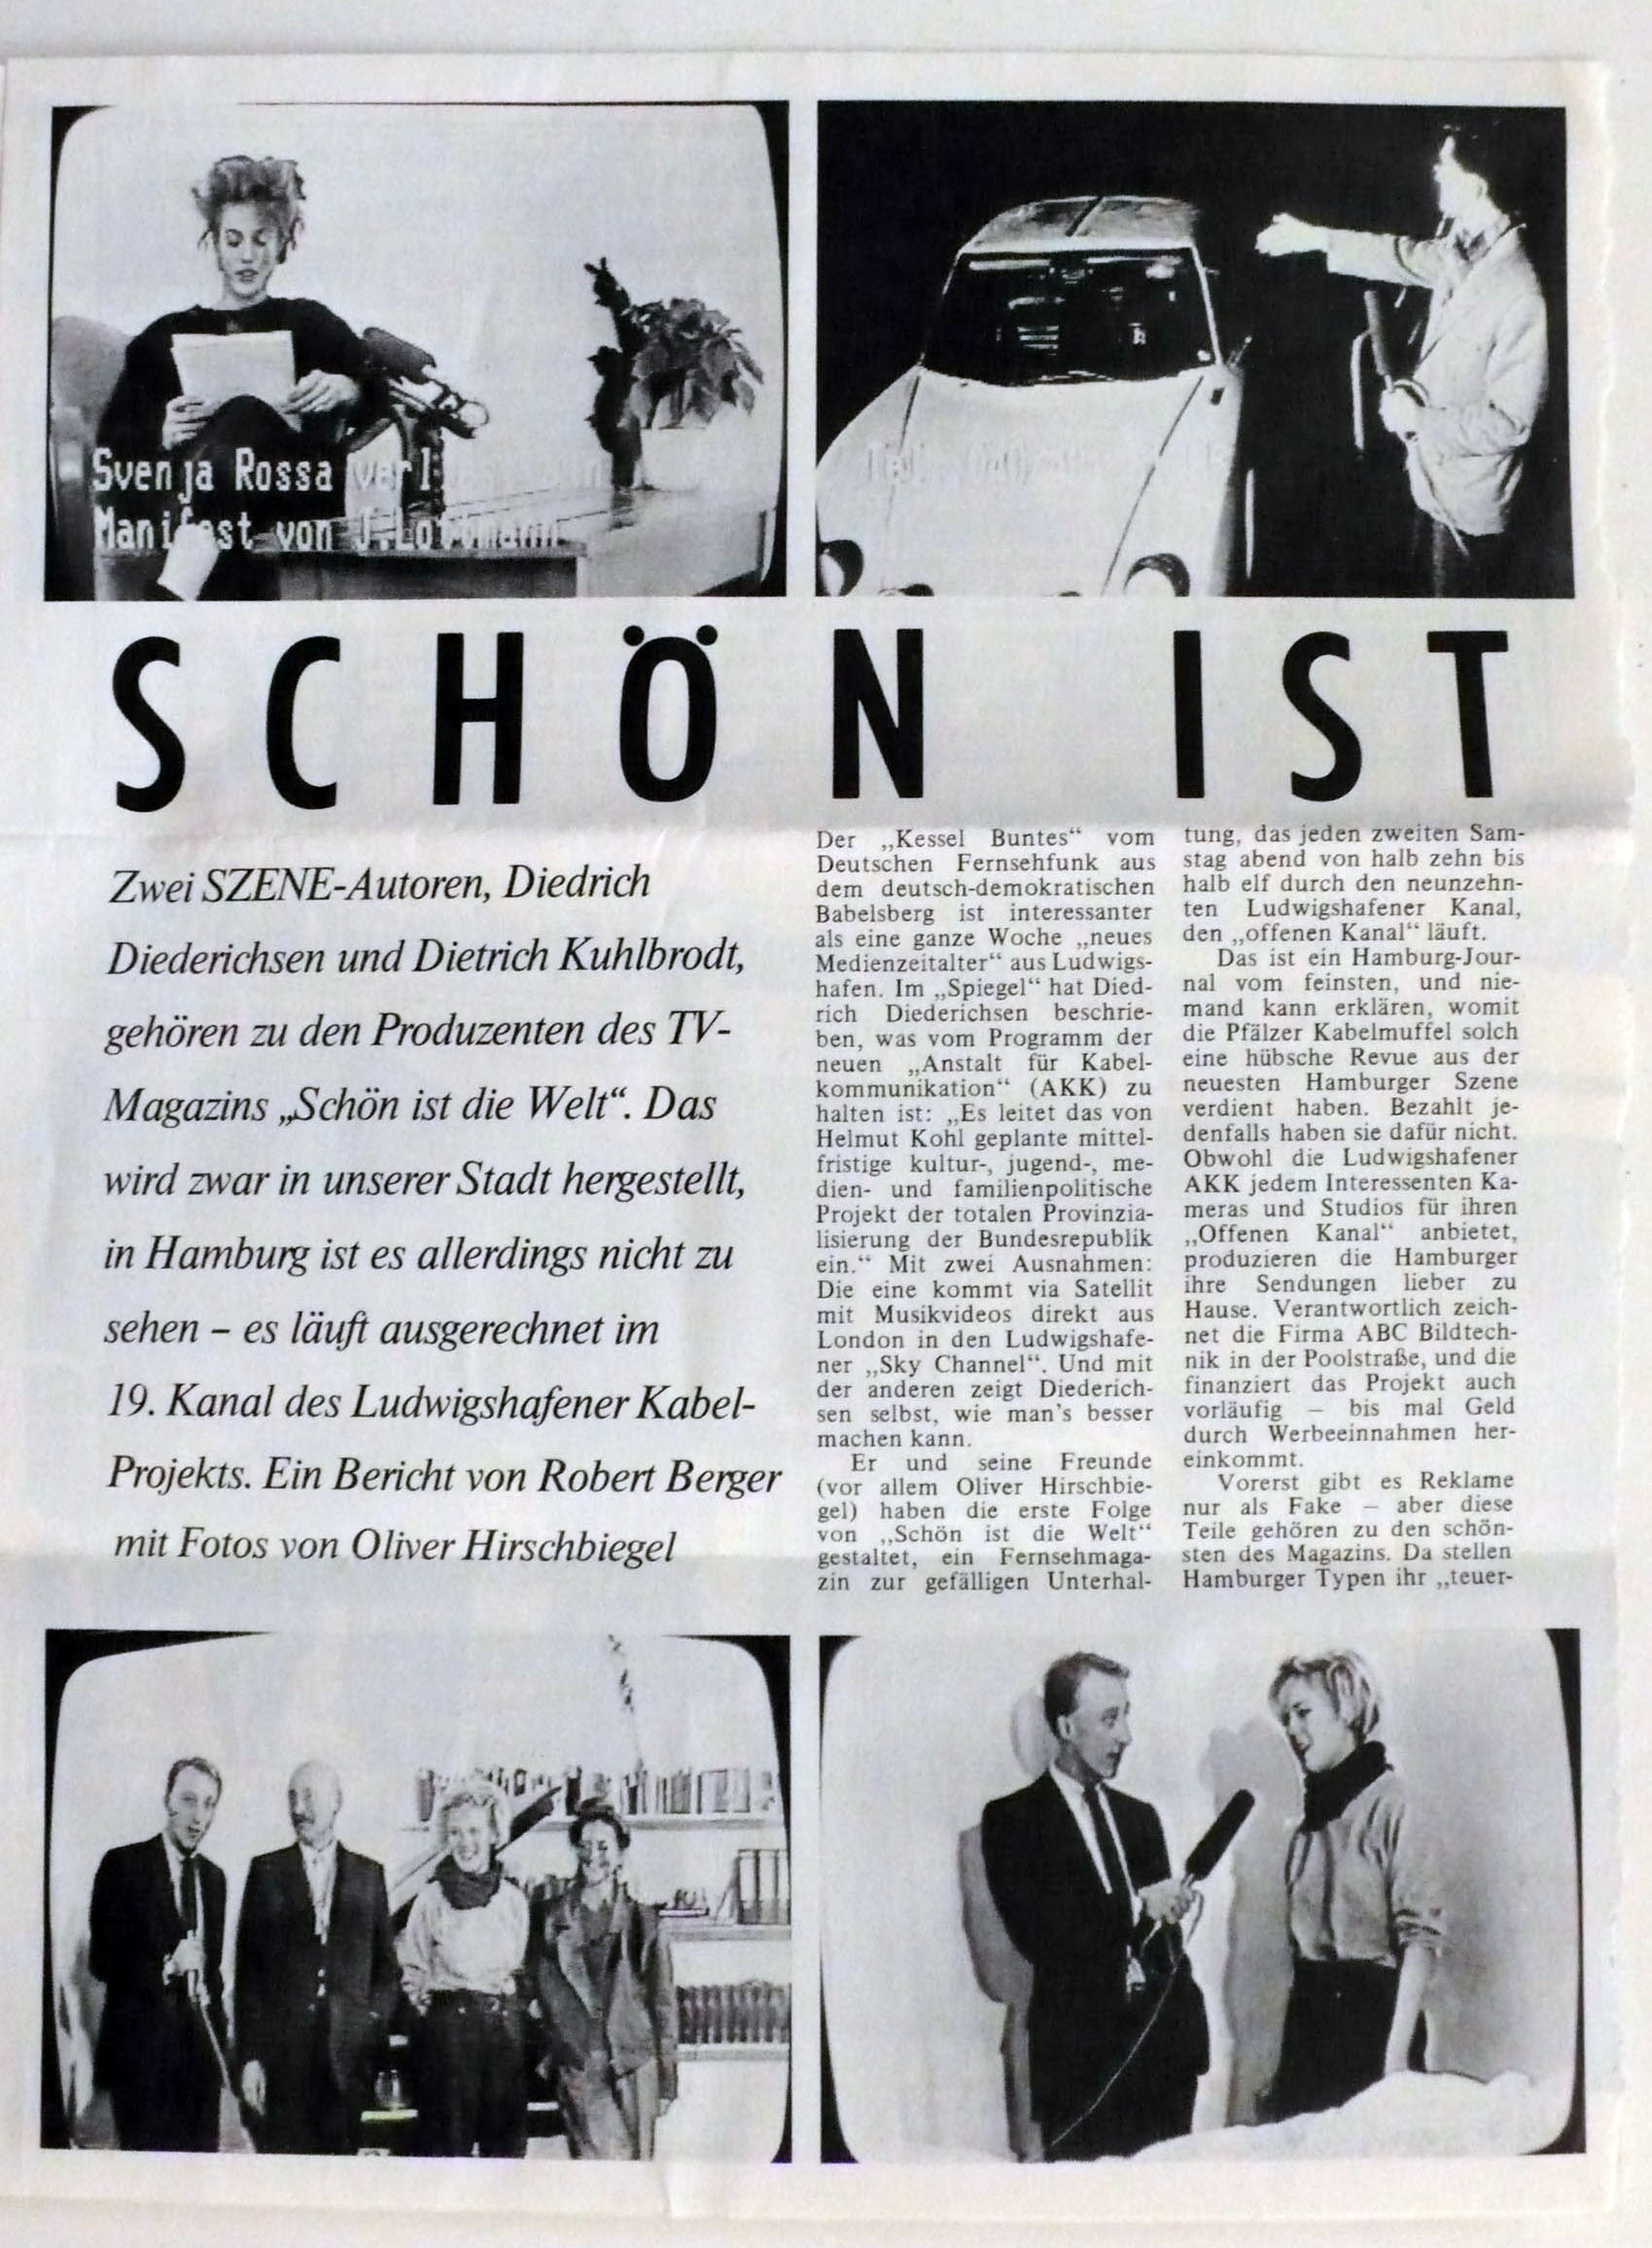 Svenja Rossa verl
Manifest von J.Lottmann
SCHÖN IST
Zwei SZENE-Autoren, Diedrich
Diederichsen und Dietrich Kuhlbrodt,
gehören zu den Produzenten des TV-
Magazins „Schön ist die Welt“. Das
wird zwar in unserer Stadt hergestellt,
in Hamburg ist es allerdings nicht zu
sehen – es läuft ausgerechnet im
19. Kanal des Ludwigshafener Kabel-
Projekts. Ein Bericht von Robert Berger
mit Fotos von Oliver Hirschbiegel
Der „Kessel Buntes“ vom
Deutschen Fernsehfunk aus
dem deutsch-demokratischen
Babelsberg ist interessanter
als eine ganze Woche „neues
Medienzeitalter“ aus Ludwigs-
hafen. Im „Spiegel“ hat Died-
rich Diederichsen beschrie-
ben, was vom Programm der
neuen „Anstalt für Kabel-
kommunikation“ (AKK) zu
halten ist: „Es leitet das von
Helmut Kohl geplante mittel-
fristige kultur-, jugend-, me-
dien- und familienpolitische
Projekt der totalen Provinzia-
lisierung der Bundesrepublik
ein.“ Mit zwei Ausnahmen:
Die eine kommt via Satellit
mit Musikvideos direkt aus
London in den Ludwigshafe-
ner „Sky Channel“. Und mit
der anderen zeigt Diederich-
sen selbst, wie man's besser
machen kann.
Er und seine Freunde
(vor allem Oliver Hirschbie-
gel) haben die erste Folge
von „Schön ist die Welt“
gestaltet, ein Fernsehmaga-
zin zur gefälligen Unterhal-
tung, das jeden zweiten Sam-
stag abend von halb zehn bis
halb elf durch den neunzehn-
ten Ludwigshafener Kanal,
den „offenen Kanal“ läuft.
Das ist ein Hamburg-Jour-
nal vom feinsten, und nie-
mand kann erklären, womit
die Pfälzer Kabelmuffel solch
eine hübsche Revue aus der
neuesten Hamburger Szene
verdient haben. Bezahlt je-
denfalls haben sie dafür nicht.
Obwohl die Ludwigshafener
AKK jedem Interessenten Ka-
meras und Studios für ihren
„Offenen Kanal“ anbietet,
produzieren die Hamburger
ihre Sendungen lieber zu
Hause. Verantwortlich zeich-
net die Firma ABC Bildtech-
nik in der Poolstraße, und die
finanziert das Projekt auch
vorläufig — bis mal Geld
durch Werbeeinnahmen her-
einkommt.
Vorerst gibt es Reklame
nur als Fake — aber diese
Teile gehören zu den schön-
sten des Magazins. Da stellen
Hamburger Typen ihr „teuer-